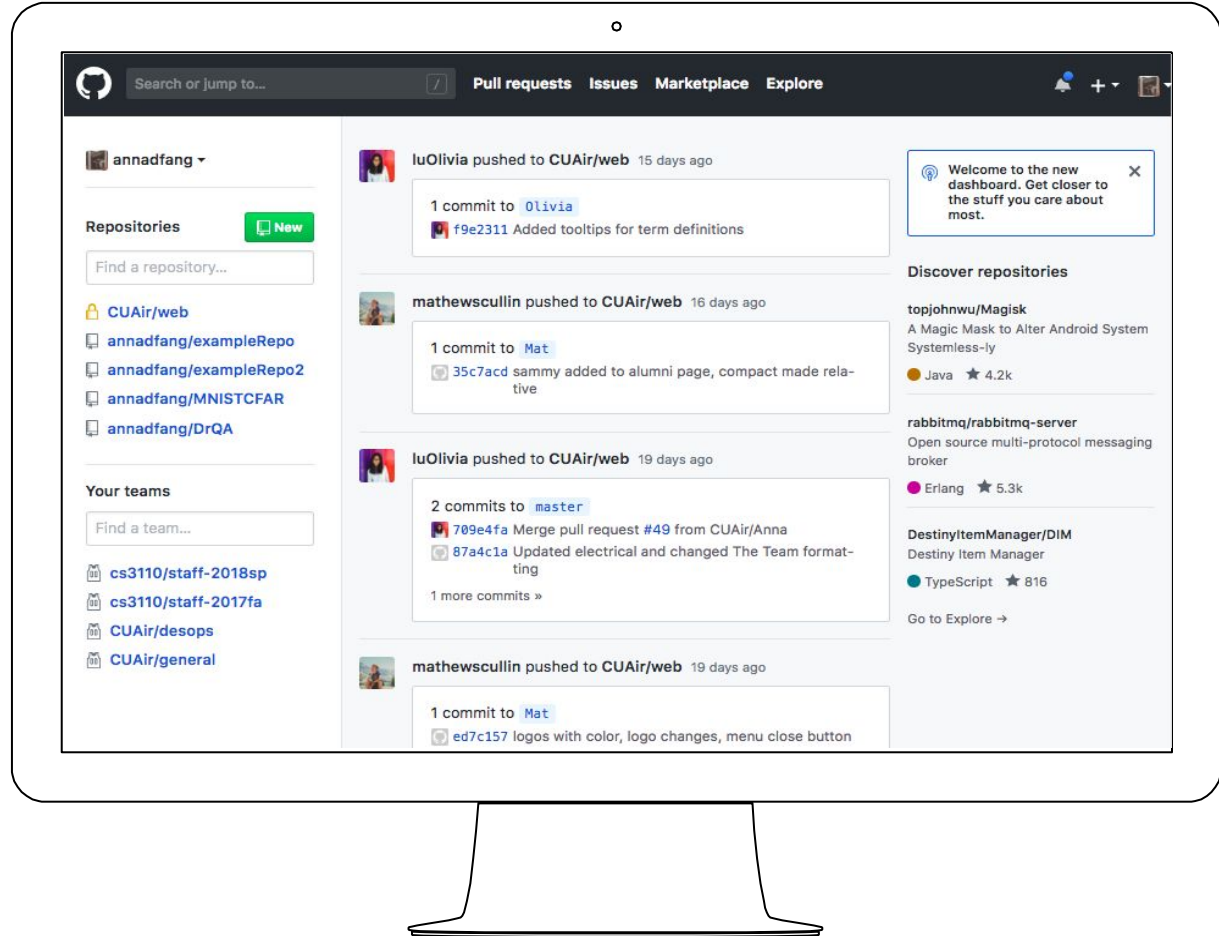 Search or jump to...
/
Pull requests Issues Marketplace Explore
annadfang
Repositories
New
Find a repository...
CUAir/web
annadfang/exampleRepo
annadfang/exampleRepo2
annadfang/MNISTCFAR
annadfang/DrQA
Your teams
Find a team...
cs3110/staff-2018sp
cs3110/staff-2017fa
CUAir/desops
CUAir/general
luOlivia pushed to CUAir/web 15 days ago
1 commit to Olivia
f9e2311 Added tooltips for term definitions
mathewscullin pushed to CUAir/web 16 days ago
1 commit to Mat
35c7acd sammy added to alumni page, compact made rela-
tive
luOlivia pushed to CUAir/web 19 days ago
2 commits to master
709e4fa Merge pull request #49 from CUAir/Anna
87a4c1a Updated electrical and changed The Team format-
ting
1 more commits »
mathewscullin pushed to CUAir/web 19 days ago
1 commit to Mat
ed7c157 logos with color, logo changes, menu close button
Welcome to the new
dashboard. Get closer to
the stuff you care about
most.
Discover repositories
topjohnwu/Magisk
A Magic Mask to Alter Android System
Systemless-ly
Java ★ 4.2k
rabbitmq/rabbitmq-server
Open source multi-protocol messaging
broker
Erlang ★ 5.3k
DestinyItemManager/DIM
Destiny Item Manager
TypeScript ★ 816
Go to Explore →